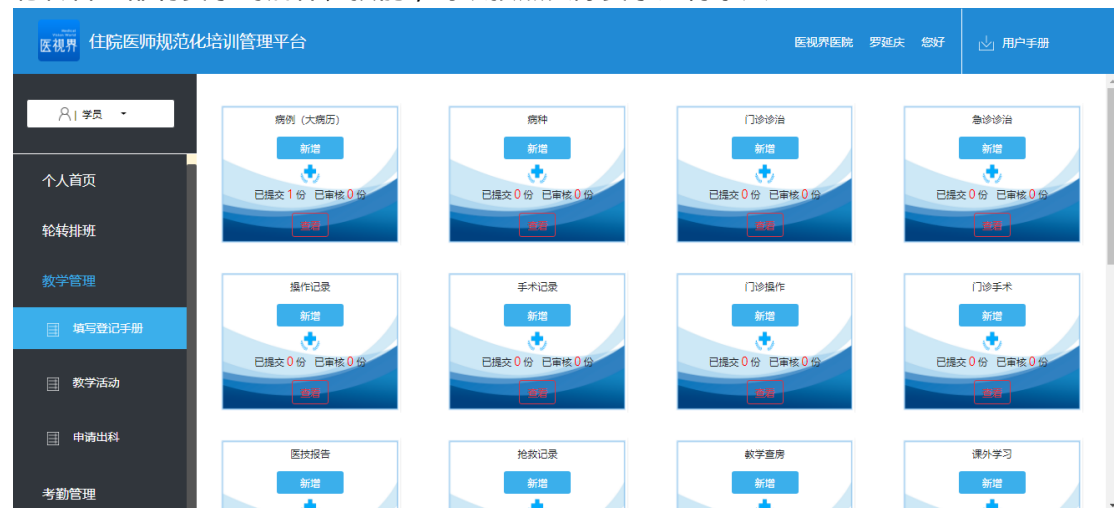 医视界 住院医师规范化培训管理平台
医视界医院 罗延庆 您好 用户手册
学员
个人首页
轮转排班
教学管理
填写登记手册
教学活动
申请出科
考勤管理
病例（大病历） 病种 门诊诊治 急诊诊治
新增 新增 新增 新增
已提交1份 已审核0份 已提交0份 已审核0份 已提交0份 已审核0份 已提交0份 已审核0份
查看 查看 查看 查看
操作记录 手术记录 门诊操作 门诊手术
新增 新增 新增 新增
已提交0份 已审核0份 已提交0份 已审核0份 已提交0份 已审核0份 已提交0份 已审核0份
查看 查看 查看 查看
医技报告 抢救记录 教学查房 课外学习
新增 新增 新增 新增